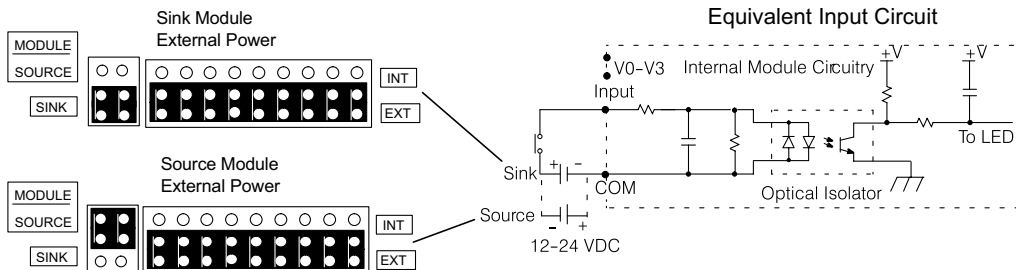 Sink Module
External Power
MODULE
SOURCE
SINK
INT
EXT
Source Module
External Power
MODULE
SOURCE
SINK
INT
EXT
Equivalent Input Circuit
V0-V3
Internal Module Circuitry
+V
+V
Input
To LED
Sink
+
-
COM
Optical Isolator
Source
-
+
12-24 VDC